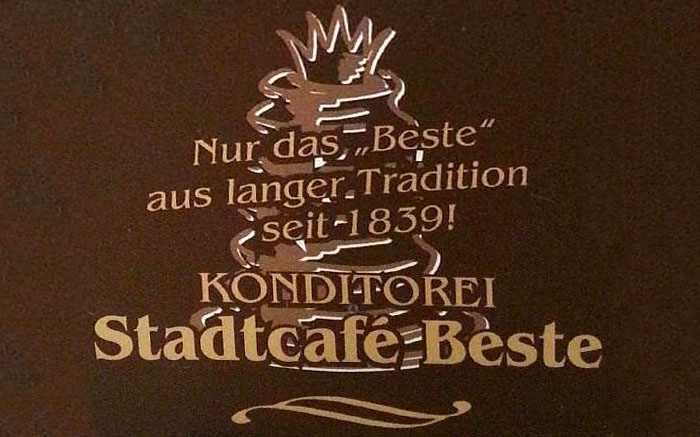 Nur das „Beste“
aus langer Tradition
seit 1839!
KONDITOREI
Stadtcafé Beste